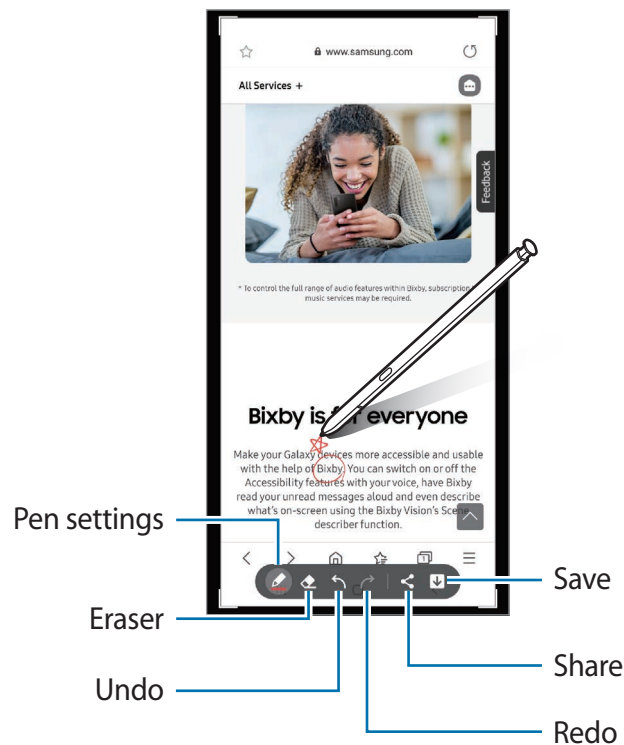 www.samsung.com
All Services +
Feedback
* To control the full range of audio features within Bixby, subscription
music services may be required.
Bixby is for everyone
Make your Galaxy devices more accessible and usable
with the help of Bixby. You can switch on or off the
Accessibility features with your voice, have Bixby
read your unread messages aloud and even describe
what's on-screen using the Bixby Vision's Scene
describer function.
1
Pen settings
Eraser
Undo
Save
Share
Redo